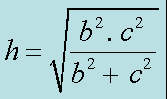 h = √(b². c² / b² + c²)